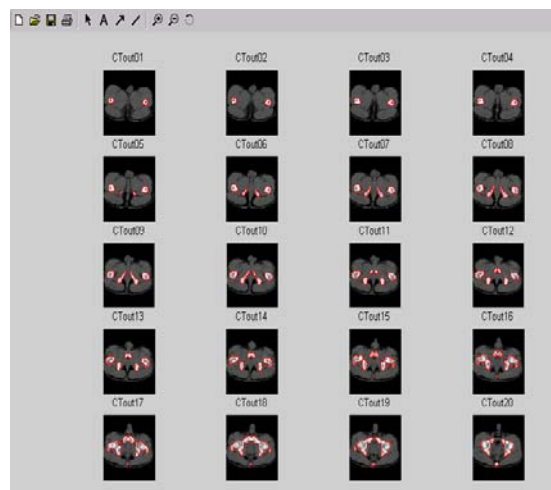 A
CTout01 CTout02 CTout03 CTout04
CTout05 CTout06 CTout07 CTout08
CTout09 CTout10 CTout11 CTout12
CTout13 CTout14 CTout15 CTout16
CTout17 CTout18 CTout19 CTout20